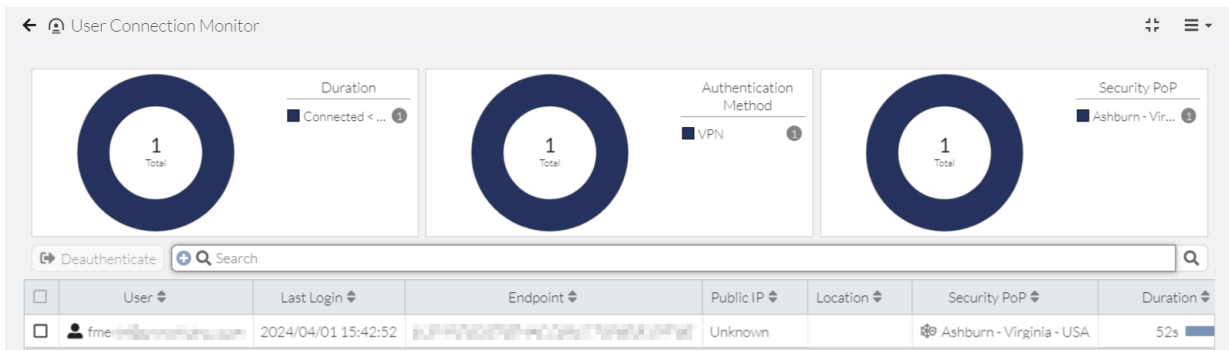 User Connection Monitor
Duration
Connected < ... 1
1
Total
Authentication
Method
VPN 1
1
Total
Security PoP
Ashburn - Vir... 1
1
Total
Deauthenticate
Search
User Last Login Endpoint Public IP Location Security PoP Duration
fme 2024/04/01 15:42:52 Unknown Ashburn - Virginia - USA 52s